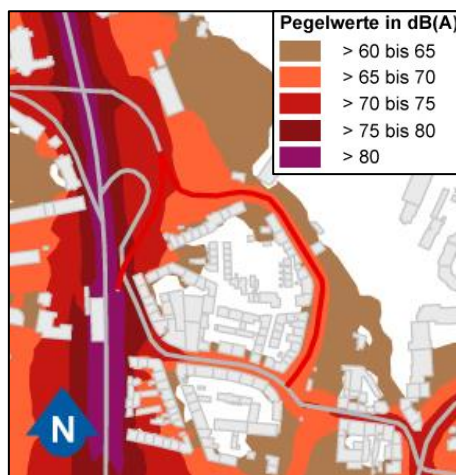 Pegelwerte in dB(A)
> 60 bis 65
> 65 bis 70
> 70 bis 75
> 75 bis 80
> 80
N